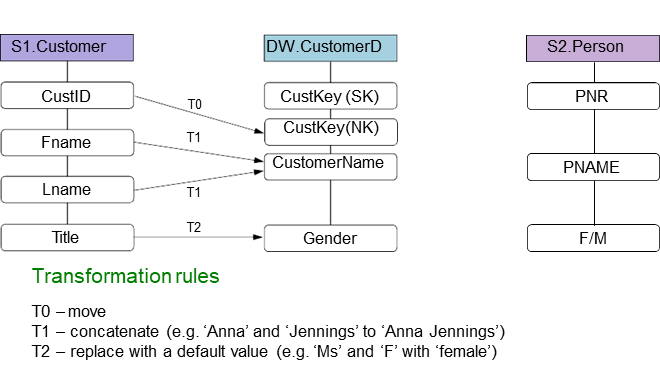 S1.Customer
DW.CustomerD
S2.Person
CustID
CustKey (SK)
PNR
T0
CustKey(NK)
Fname
T1
CustomerName
PNAME
Lname
T1
Title
T2
Gender
F/M
Transformation rules
T0 – move
T1 – concatenate (e.g. ‘Anna’ and ‘Jennings’ to ‘Anna Jennings’)
T2 – replace with a default value (e.g. ‘Ms’ and ‘F’ with ‘female’)